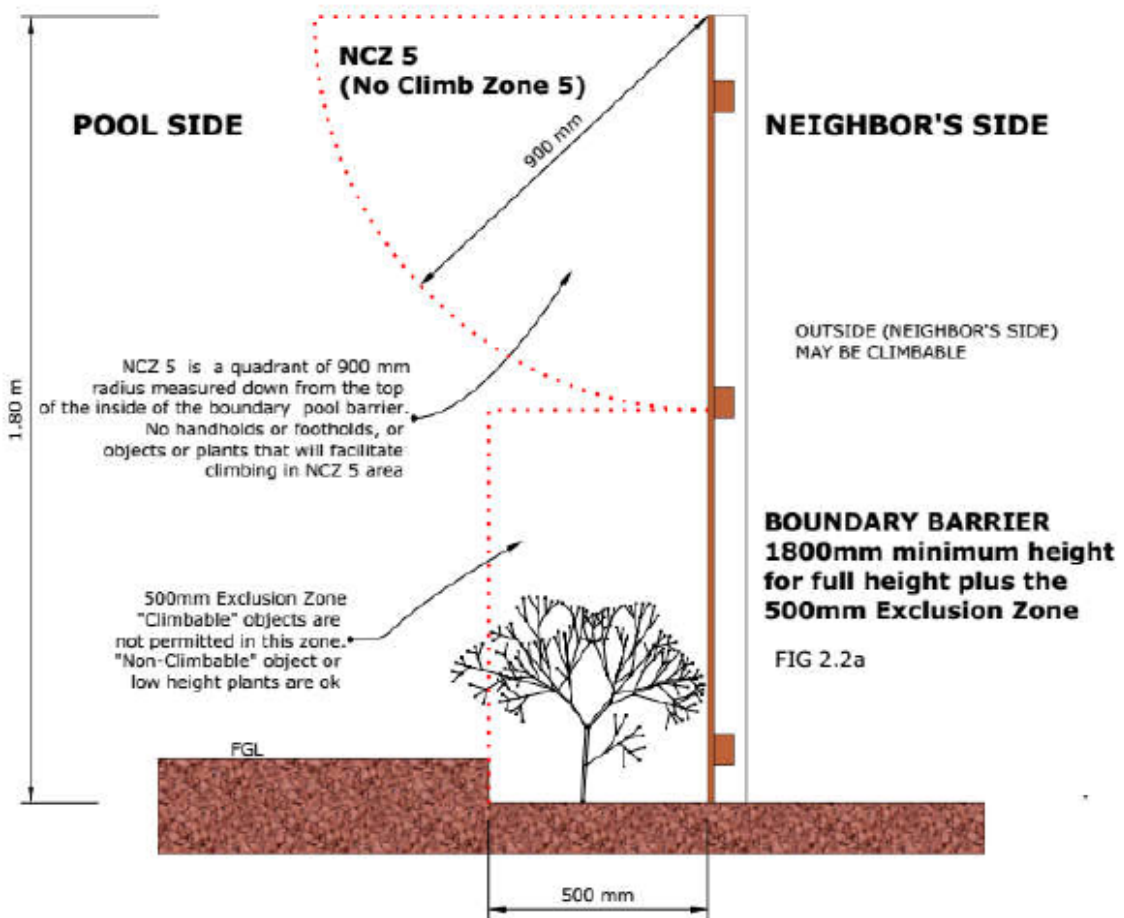 NCZ 5
(No Climb Zone 5)
POOL SIDE
NEIGHBOR'S SIDE
900 mm
1.80 m
OUTSIDE (NEIGHBOR'S SIDE)
MAY BE CLIMBABLE
NCZ 5 is a quadrant of 900 mm
radius measured down from the top
of the inside of the boundary pool barrier.
No handholds or footholds, or
objects or plants that will facilitate
climbing in NCZ 5 area
BOUNDARY BARRIER
1800mm minimum height
for full height plus the
500mm Exclusion Zone
FIG 2.2a
500mm Exclusion Zone
"Climbable" objects are
not permitted in this zone.
"Non-Climbable" object or
low height plants are ok
FGL
500 mm